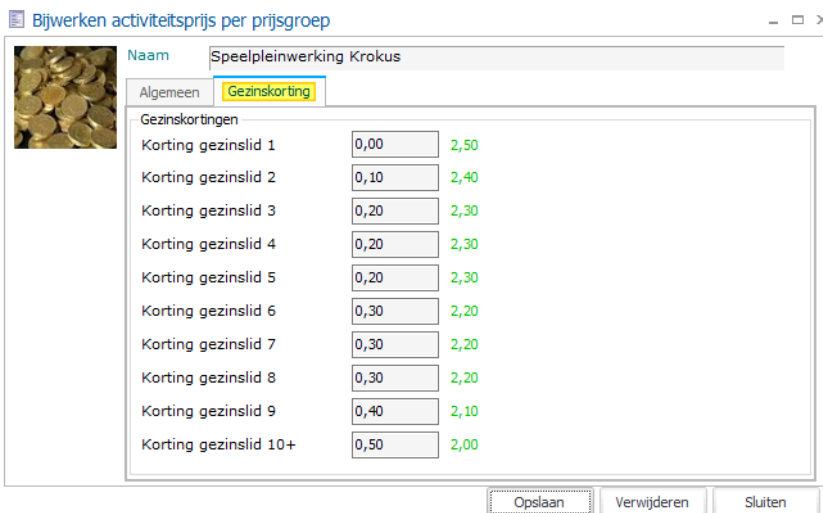 Bijwerken activiteitsprijs per prijsgroep
Naam Speelpleinwerking Krokus
Algemeen Gezinskorting
Gezinskortingen
Korting gezinslid 1 0,00 2,50
Korting gezinslid 2 0,10 2,40
Korting gezinslid 3 0,20 2,30
Korting gezinslid 4 0,20 2,30
Korting gezinslid 5 0,20 2,30
Korting gezinslid 6 0,30 2,20
Korting gezinslid 7 0,30 2,20
Korting gezinslid 8 0,30 2,20
Korting gezinslid 9 0,40 2,10
Korting gezinslid 10+ 0,50 2,00
Opslaan Verwijderen Sluiten